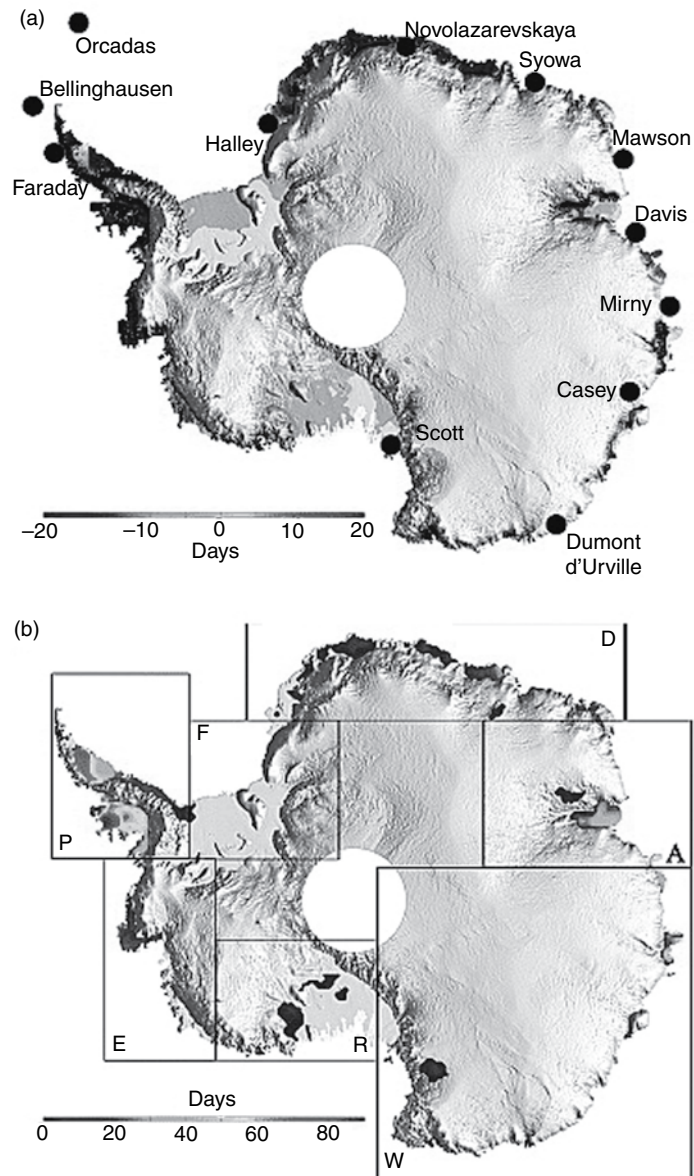 (a)
Orcadas
Novolazarevskaya
Syowa
Bellinghausen
Halley
Mawson
Faraday
Davis
Mirny
Casey
Scott
–20 –10 0 10 20
Days
Dumont
d'Urville
(b)
D
F
P
A
E
R
Days
0 20 40 60 80
W